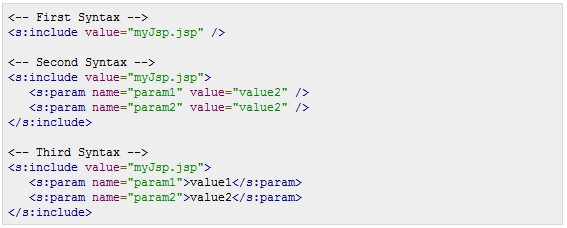 <-- First Syntax -->
<s:include value="myJsp.jsp" />
<-- Second Syntax -->
<s:include value="myJsp.jsp">
<s:param name="param1" value="value2" />
<s:param name="param2" value="value2" />
</s:include>
<-- Third Syntax -->
<s:include value="myJsp.jsp">
<s:param name="param1">value1</s:param>
<s:param name="param2">value2</s:param>
</s:include>